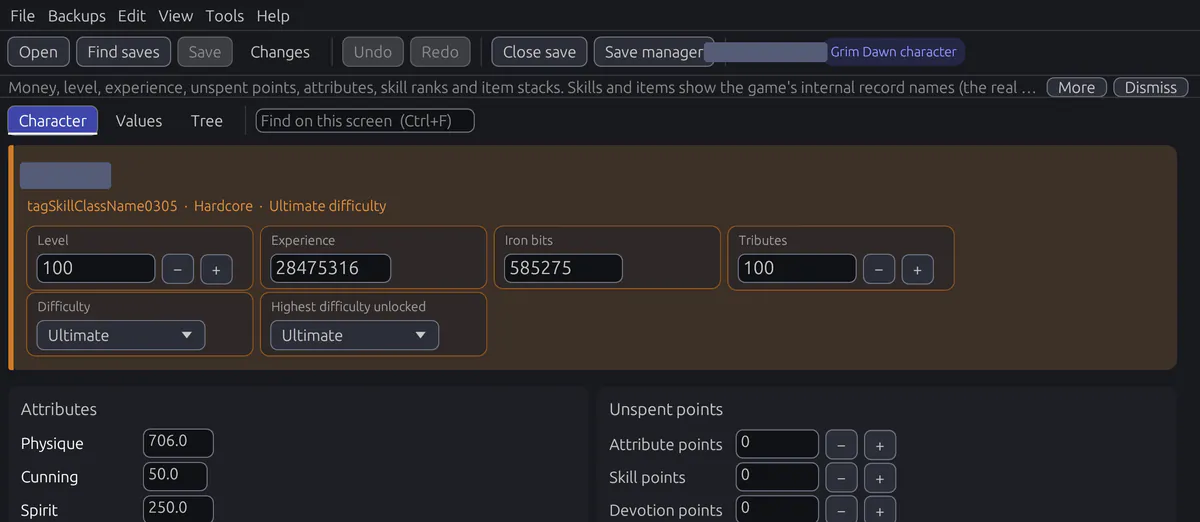 File Backups Edit View Tools Help
Open Find saves Save Changes Undo Redo Close save Save manager Grim Dawn character
Money, level, experience, unspent points, attributes, skill ranks and item stacks. Skills and items show the game's internal record names (the real ... More Dismiss
Character Values Tree Find on this screen (Ctrl+F)
tagSkillClassName0305 · Hardcore · Ultimate difficulty
Level Experience Iron bits Tributes
100 − + 28475316 585275 100 − +
Difficulty Highest difficulty unlocked
Ultimate Ultimate
Attributes Unspent points
Physique 706.0 Attribute points 0 − +
Cunning 50.0 Skill points 0 − +
Spirit 250.0 Devotion points 0 − +